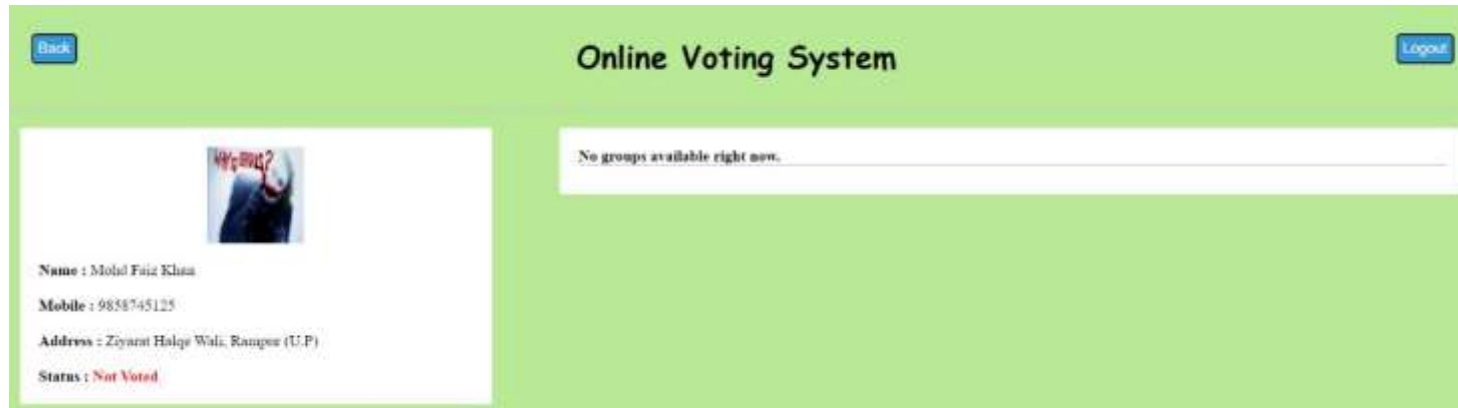 Back
Online Voting System
Logout
No groups available right now.
Name : Mohd Faiz Khan
Mobile : 9858745125
Address : Ziyarat Halqe Wali, Rampur (U.P)
Status : Not Voted